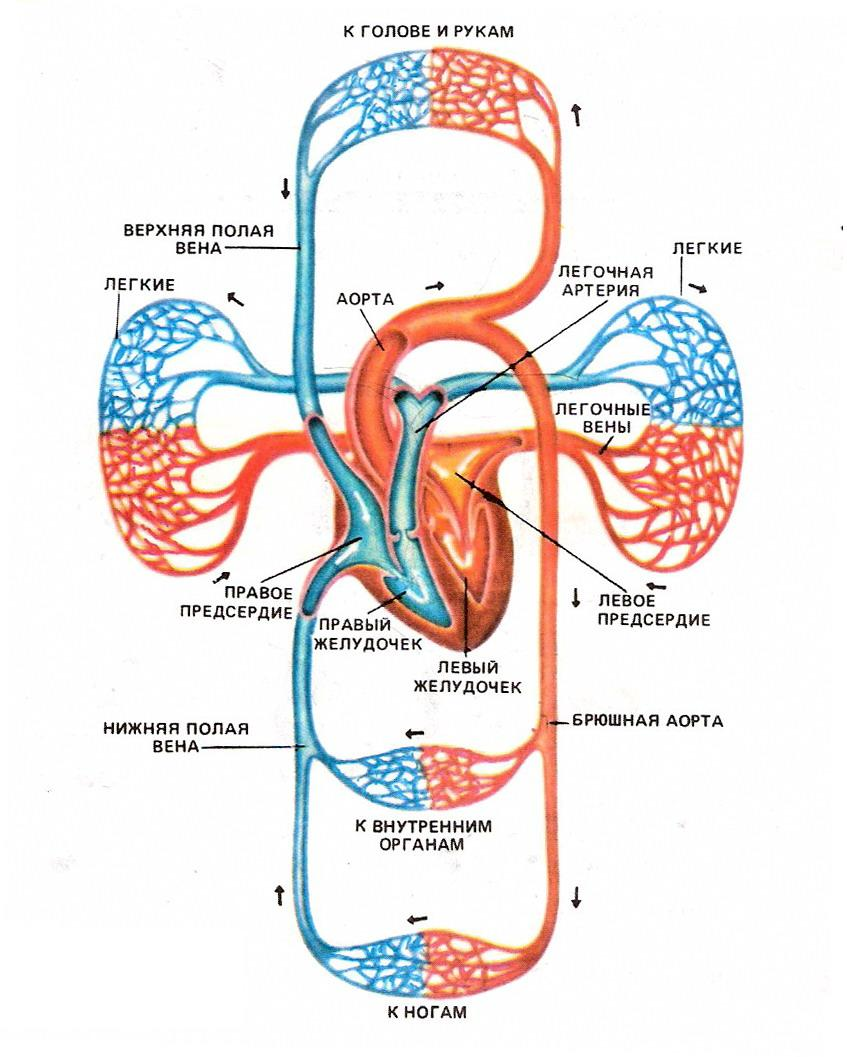 К ГОЛОВЕ И РУКАМ
ВЕРХНЯЯ ПОЛАЯ
ВЕНА
ЛЕГКИЕ
ЛЕГКИЕ
ЛЕГОЧНАЯ
АРТЕРИЯ
АОРТА
ЛЕГОЧНЫЕ
ВЕНЫ
ПРАВОЕ
ПРЕДСЕРДИЕ
ПРАВЫЙ
ЖЕЛУДОЧЕК
ЛЕВОЕ
ПРЕДСЕРДИЕ
ЛЕВЫЙ
ЖЕЛУДОЧЕК
НИЖНЯЯ ПОЛАЯ
ВЕНА
БРЮШНАЯ АОРТА
К ВНУТРЕННИМ
ОРГАНАМ
К НОГАМ